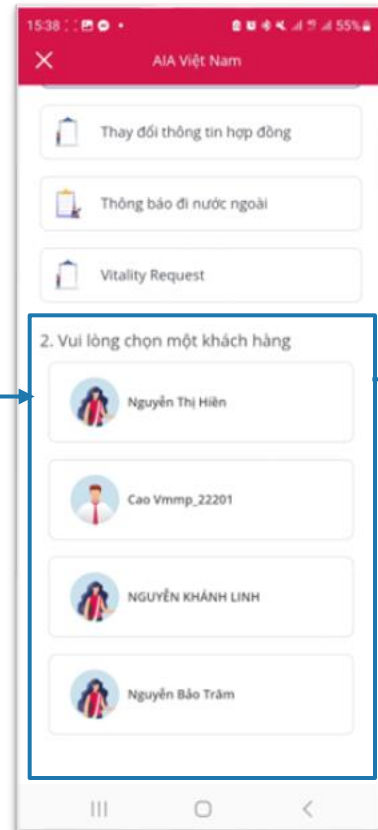 15:38
55%
AIA Việt Nam
Thay đổi thông tin hợp đồng
Thông báo đi nước ngoài
Vitality Request
2. Vui lòng chọn một khách hàng
Nguyễn Thị Hiền
Cao Vmmp_22201
NGUYỄN KHÁNH LINH
Nguyễn Bảo Trâm